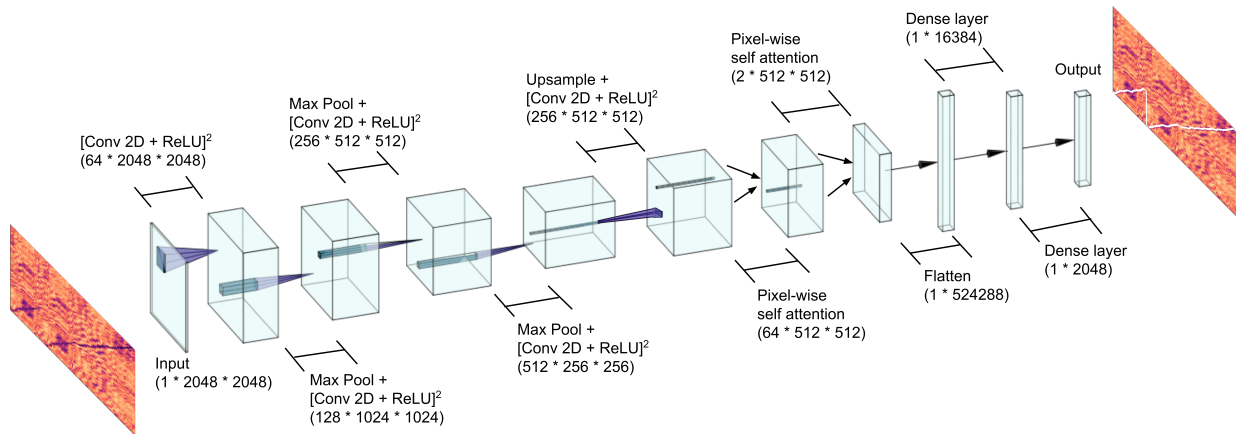 [Conv 2D + ReLU]²
(64 * 2048 * 2048)
Input
(1 * 2048 * 2048)
Max Pool +
[Conv 2D + ReLU]²
(128 * 1024 * 1024)
Max Pool +
[Conv 2D + ReLU]²
(256 * 512 * 512)
Max Pool +
[Conv 2D + ReLU]²
(512 * 256 * 256)
Upsample +
[Conv 2D + ReLU]²
(256 * 512 * 512)
Pixel-wise
self attention
(64 * 512 * 512)
Pixel-wise
self attention
(2 * 512 * 512)
Flatten
(1 * 524288)
Dense layer
(1 * 16384)
Dense layer
(1 * 2048)
Output